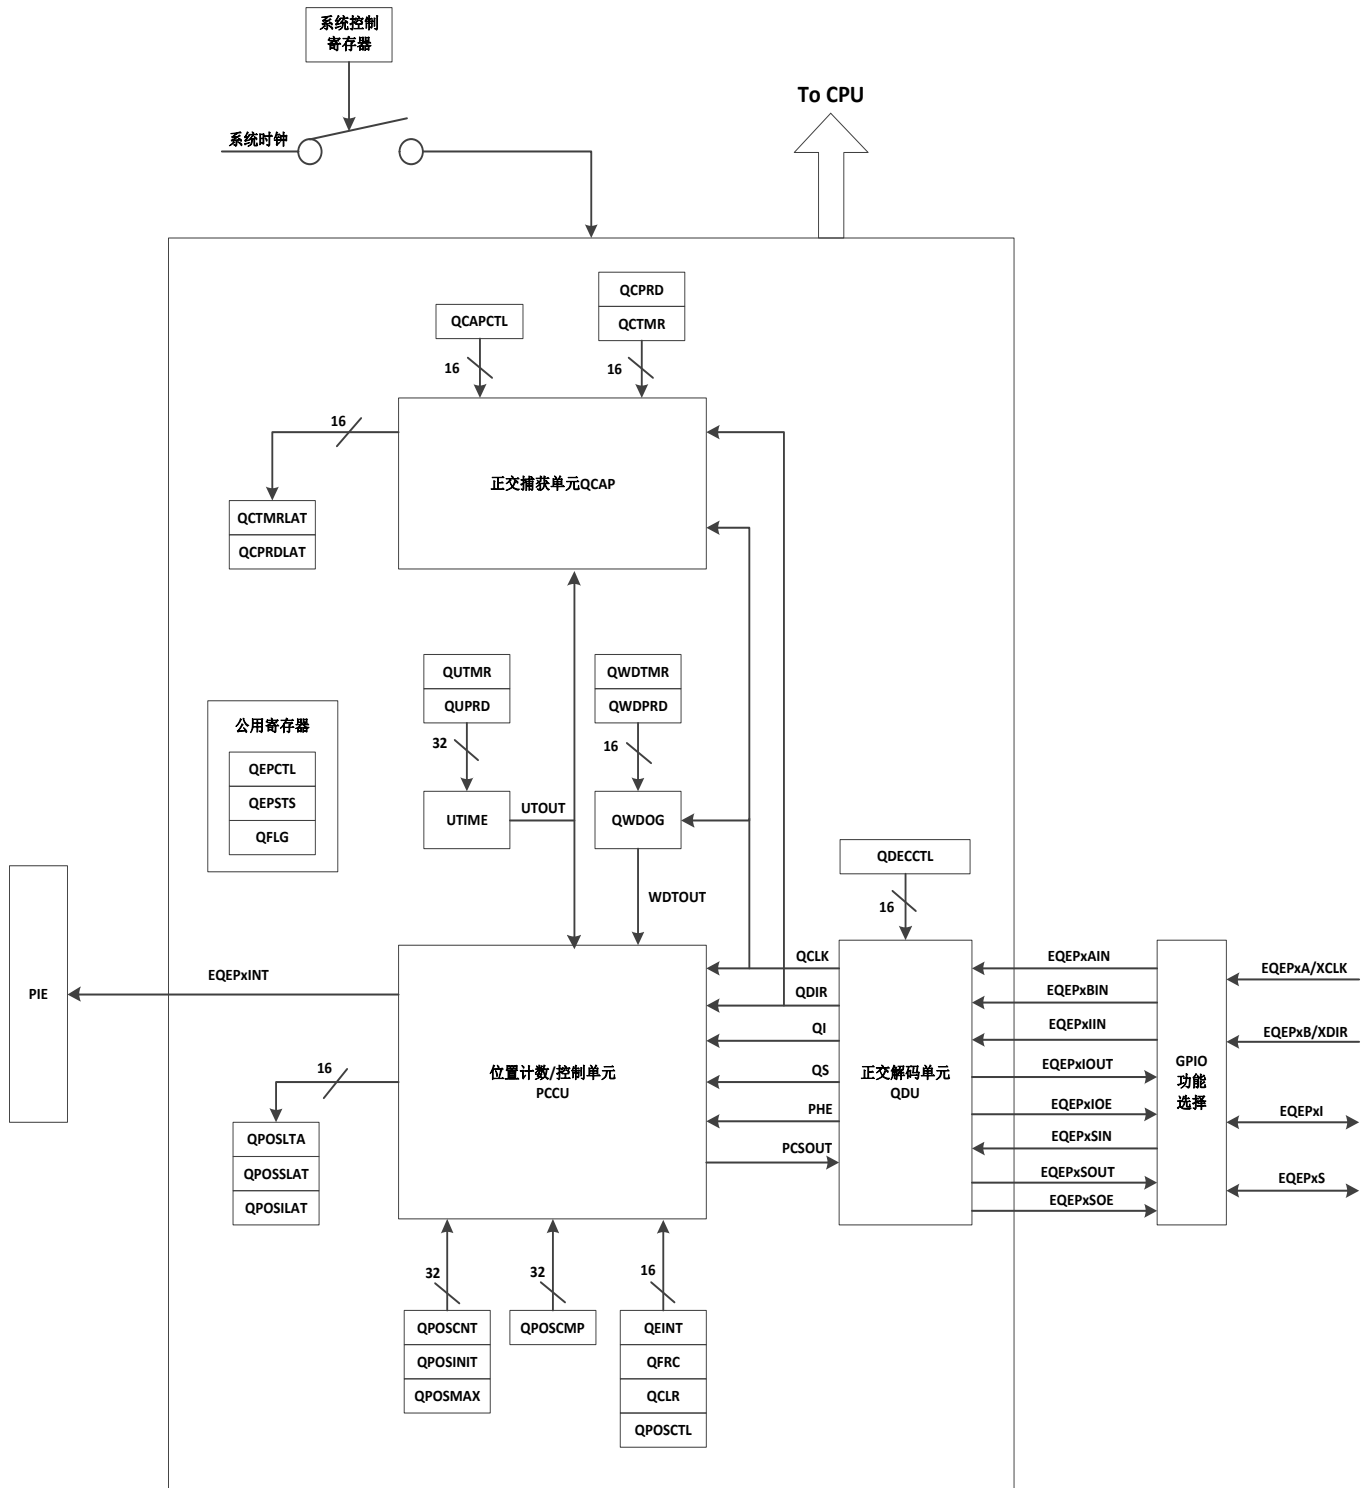 系统控制
寄存器
To CPU
系统时钟
QCPRD
QCAPCTL
QCTMR
16
16
16
正交捕获单元QCAP
QCTMRLAT
QCPRDLAT
QUTMR
QUPRD
QWDTMR
QWDPRD
公用寄存器
QEPCTL
QEPSTS
QFLG
32
16
UTIME
UTOUT
QWDOG
WDTOUT
QDECCTL
16
PIE
EQEPxINT
QCLK
QDIR
QI
QS
PHE
PCSOUT
位置计数/控制单元
PCCU
正交解码单元
QDU
EQEPxAIN
EQEPxBIN
EQEPxIIN
EQEPxIOUT
EQEPxIOE
EQEPxSIN
EQEPxSOUT
EQEPxSOE
GPIO
功能
选择
EQEPxA/XCLK
EQEPxB/XDIR
EQEPxI
EQEPxS
16
QPOSLTA
QPOSSLAT
QPOSILAT
32
32
16
QPOSCNT
QPOSINIT
QPOSMAX
QPOSCMP
QEINT
QFRC
QCLR
QPOSCTL